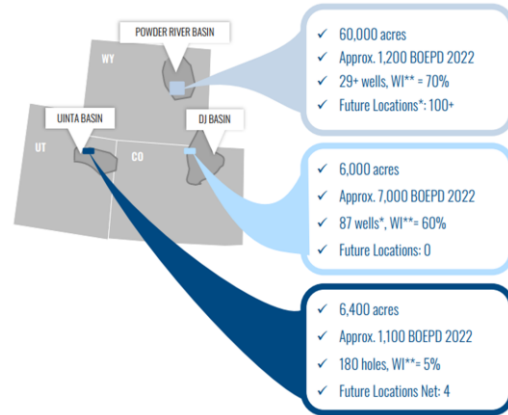 POWDER RIVER BASIN
WY
UINTA BASIN
DJ BASIN
UT
CO
✓ 60,000 acres
✓ Approx. 1,200 BOEPD 2022
✓ 29+ wells, WI** = 70%
✓ Future Locations*: 100+
✓ 6,000 acres
✓ Approx. 7,000 BOEPD 2022
✓ 87 wells*, WI**= 60%
✓ Future Locations: 0
✓ 6,400 acres
✓ Approx. 1,100 BOEPD 2022
✓ 180 holes, WI**= 5%
✓ Future Locations Net: 4